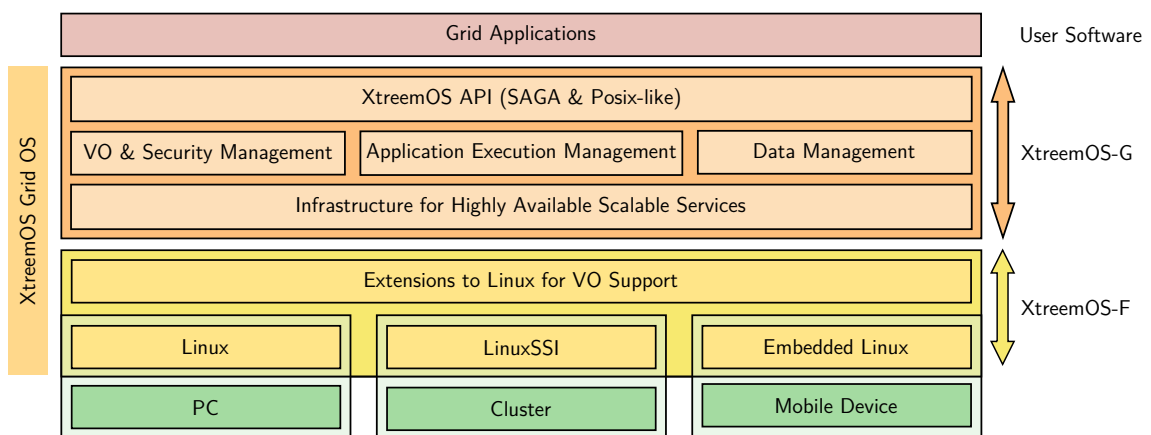 Grid Applications
User Software
XtreemOS Grid OS
XtreemOS API (SAGA & Posix-like)
VO & Security Management
Application Execution Management
Data Management
XtreemOS-G
Infrastructure for Highly Available Scalable Services
Extensions to Linux for VO Support
XtreemOS-F
Linux
LinuxSSI
Embedded Linux
PC
Cluster
Mobile Device